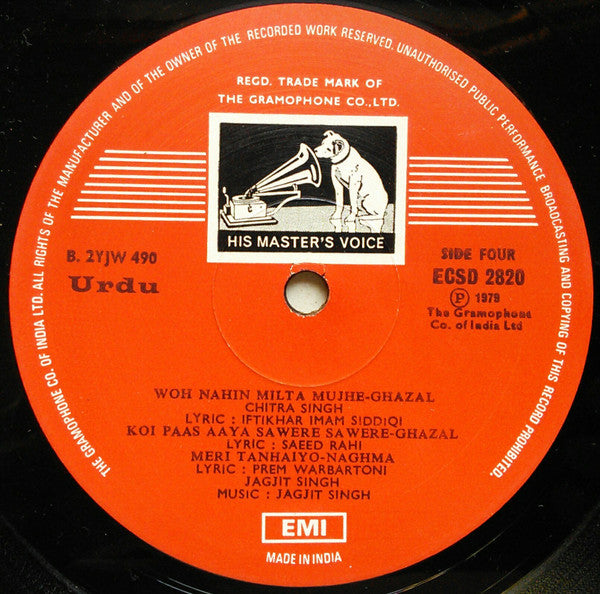 THE GRAMOPHONE CO. OF INDIA LTD. ALL RIGHTS OF THE MANUFACTURER AND OF THE OWNER OF THE RECORDED WORK RESERVED. UNAUTHORISED PUBLIC PERFORMANCE BROADCASTING AND COPYING OF THIS RECORD PROHIBITED.
REGD. TRADE MARK OF
THE GRAMOPHONE CO.,LTD.
HIS MASTER'S VOICE
B. 2YJW 490
Urdu
SIDE FOUR
ECSD 2820
Ⓟ 1979
The Gramophone
Co. of India Ltd
WOH NAHIN MILTA MUJHE-GHAZAL
CHITRA SINGH
LYRIC : IFTIKHAR IMAM SIDDIQI
KOI PAAS AAYA SAWERE SAWERE-GHAZAL
LYRIC : SAEED RAHI
MERI TANHAIYO-NAGHMA
LYRIC : PREM WARBARTONI
JAGJIT SINGH
MUSIC : JAGJIT SINGH
EMI
MADE IN INDIA